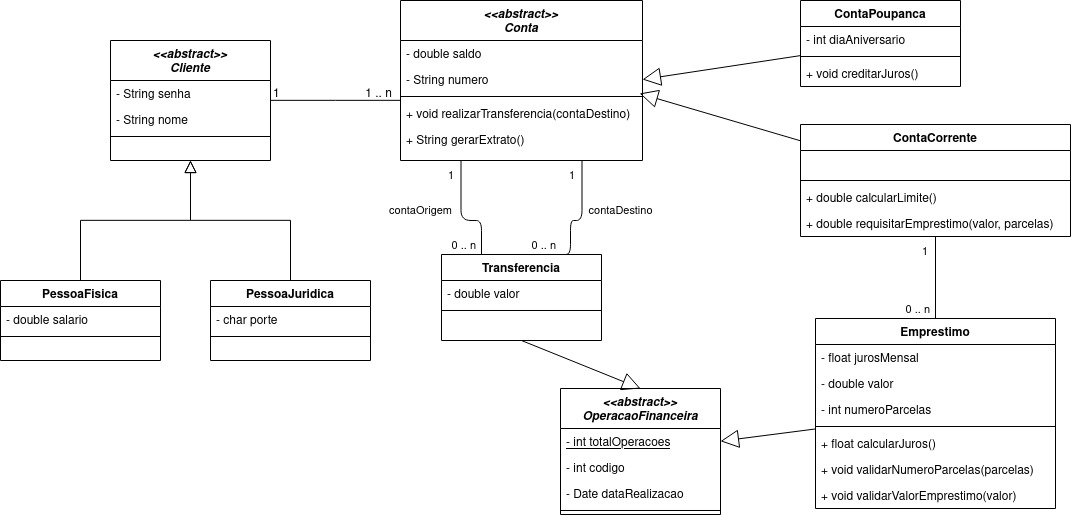 <<abstract>>
Cliente
- String senha
- String nome
1
1 .. n
<<abstract>>
Conta
- double saldo
- String numero
+ void realizarTransferencia(contaDestino)
+ String gerarExtrato()
ContaPoupanca
- int diaAniversario
+ void creditarJuros()
ContaCorrente
+ double calcularLimite()
+ double requisitarEmprestimo(valor, parcelas)
1
1
contaOrigem
contaDestino
0 .. n
0 .. n
1
0 .. n
PessoaFisica
- double salario
PessoaJuridica
- char porte
Transferencia
- double valor
Emprestimo
- float jurosMensal
- double valor
- int numeroParcelas
+ float calcularJuros()
+ void validarNumeroParcelas(parcelas)
+ void validarValorEmprestimo(valor)
<<abstract>>
OperacaoFinanceira
- int totalOperacoes
- int codigo
- Date dataRealizacao